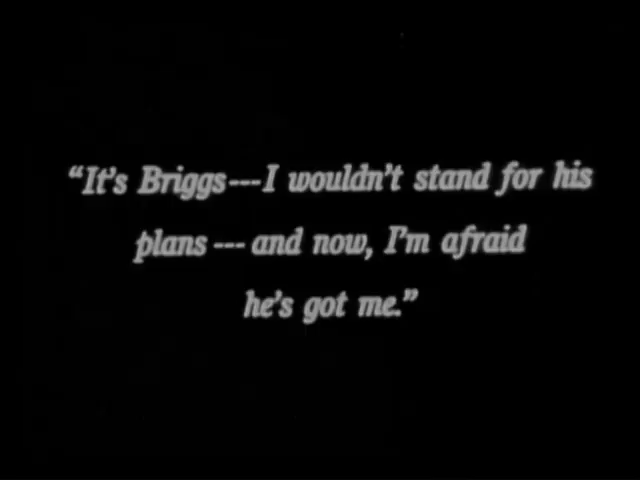 “It's Briggs---I wouldn't stand for his
plans --- and now, I'm afraid
he's got me.”